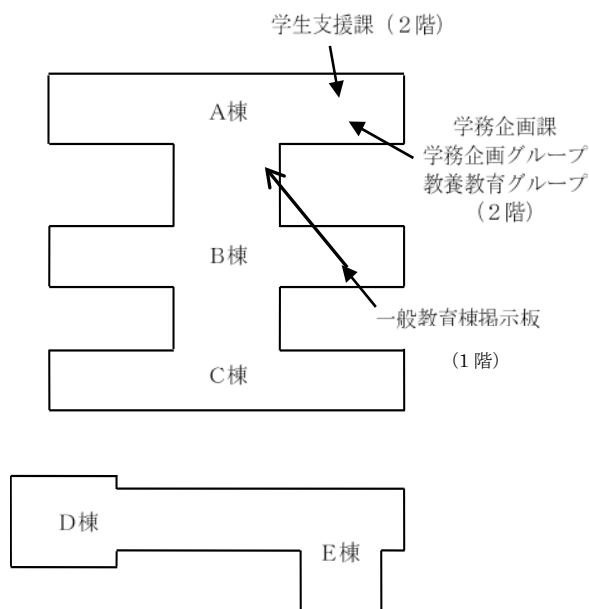 学生支援課（２階）
A棟
学務企画課
学務企画グループ
教養教育グループ
（２階）
B棟
一般教育棟掲示板
（1 階）
C棟
D棟
E棟